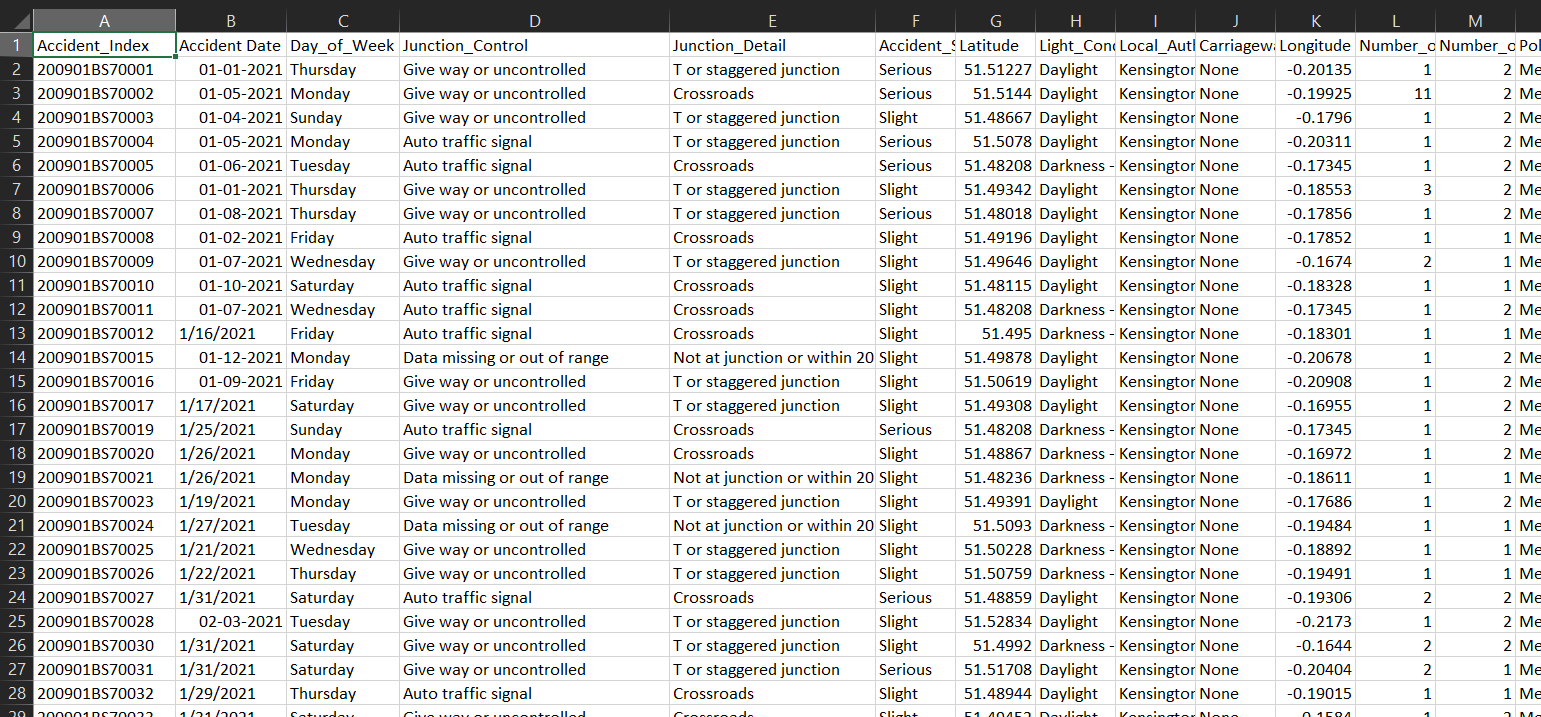 A B C D E F G H I J K L M
1 Accident_Index Accident Date Day_of_Week Junction_Control Junction_Detail Accident_S Latitude Light_Con Local_Aut Carriagewa Longitude Number_o Number_o Pol
2 200901BS70001 01-01-2021 Thursday Give way or uncontrolled T or staggered junction Serious 51.51227 Daylight Kensington None -0.20135 1 2 Me
3 200901BS70002 01-05-2021 Monday Give way or uncontrolled Crossroads Serious 51.5144 Daylight Kensington None -0.19925 11 2 Me
4 200901BS70003 01-04-2021 Sunday Give way or uncontrolled T or staggered junction Slight 51.48667 Daylight Kensington None -0.1796 1 2 Me
5 200901BS70004 01-05-2021 Monday Auto traffic signal T or staggered junction Serious 51.5078 Daylight Kensington None -0.20311 1 2 Me
6 200901BS70005 01-06-2021 Tuesday Auto traffic signal Crossroads Serious 51.48208 Darkness - Kensington None -0.17345 1 2 Me
7 200901BS70006 01-01-2021 Thursday Give way or uncontrolled T or staggered junction Slight 51.49342 Daylight Kensington None -0.18553 3 2 Me
8 200901BS70007 01-08-2021 Thursday Give way or uncontrolled T or staggered junction Serious 51.48018 Daylight Kensington None -0.17856 1 2 Me
9 200901BS70008 01-02-2021 Friday Auto traffic signal Crossroads Slight 51.49196 Daylight Kensington None -0.17852 1 1 Me
10 200901BS70009 01-07-2021 Wednesday Give way or uncontrolled T or staggered junction Slight 51.49646 Daylight Kensington None -0.1674 2 1 Me
11 200901BS70010 01-10-2021 Saturday Auto traffic signal Crossroads Slight 51.48115 Daylight Kensington None -0.18328 1 1 Me
12 200901BS70011 01-07-2021 Wednesday Auto traffic signal Crossroads Slight 51.48208 Darkness - Kensington None -0.17345 1 2 Me
13 200901BS70012 1/16/2021 Friday Auto traffic signal Crossroads Slight 51.495 Darkness - Kensington None -0.18301 1 1 Me
14 200901BS70015 01-12-2021 Monday Data missing or out of range Not at junction or within 20 Slight 51.49878 Daylight Kensington None -0.20678 1 2 Me
15 200901BS70016 01-09-2021 Friday Give way or uncontrolled T or staggered junction Slight 51.50619 Daylight Kensington None -0.20908 1 2 Me
16 200901BS70017 1/17/2021 Saturday Give way or uncontrolled T or staggered junction Slight 51.49308 Daylight Kensington None -0.16955 1 2 Me
17 200901BS70019 1/25/2021 Sunday Auto traffic signal Crossroads Serious 51.48208 Darkness - Kensington None -0.17345 1 2 Me
18 200901BS70020 1/26/2021 Monday Give way or uncontrolled Crossroads Slight 51.48867 Darkness - Kensington None -0.16972 1 2 Me
19 200901BS70021 1/26/2021 Monday Data missing or out of range Not at junction or within 20 Slight 51.48236 Darkness - Kensington None -0.18611 1 1 Me
20 200901BS70023 1/19/2021 Monday Give way or uncontrolled T or staggered junction Slight 51.49391 Daylight Kensington None -0.17686 1 2 Me
21 200901BS70024 1/27/2021 Tuesday Data missing or out of range Not at junction or within 20 Slight 51.5093 Darkness - Kensington None -0.19484 1 1 Me
22 200901BS70025 1/21/2021 Wednesday Give way or uncontrolled T or staggered junction Slight 51.50228 Darkness - Kensington None -0.18892 1 1 Me
23 200901BS70026 1/22/2021 Thursday Give way or uncontrolled T or staggered junction Slight 51.50759 Darkness - Kensington None -0.19491 1 1 Me
24 200901BS70027 1/31/2021 Saturday Auto traffic signal Crossroads Serious 51.48859 Daylight Kensington None -0.19306 2 2 Me
25 200901BS70028 02-03-2021 Tuesday Give way or uncontrolled T or staggered junction Slight 51.52834 Daylight Kensington None -0.2173 1 2 Me
26 200901BS70030 1/31/2021 Saturday Give way or uncontrolled T or staggered junction Slight 51.4992 Darkness - Kensington None -0.1644 2 2 Me
27 200901BS70031 1/31/2021 Saturday Give way or uncontrolled T or staggered junction Serious 51.51708 Daylight Kensington None -0.20404 2 1 Me
28 200901BS70032 1/29/2021 Thursday Auto traffic signal Crossroads Slight 51.48944 Daylight Kensington None -0.19015 1 1 Me